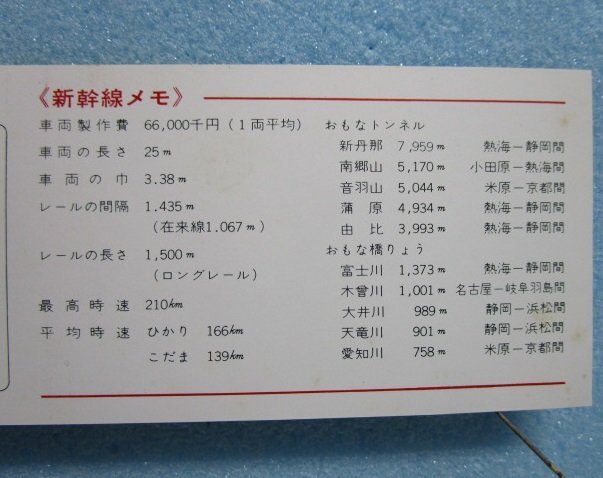 《新幹線メモ》
車両製作費 66,000千円（1両平均）
車両の長さ 25m
車両の巾 3.38m
レールの間隔 1.435m
（在来線1.067m）
レールの長さ 1,500m
（ロングレール）
最高時速 210km
平均時速 ひかり 166km
こだま 139km
おもなトンネル
新丹那 7,959m 熱海－静岡間
南郷山 5,170m 小田原－熱海間
音羽山 5,044m 米原－京都間
蒲原 4,934m 熱海－静岡間
由比 3,993m 熱海－静岡間
おもな橋りょう
富士川 1,373m 熱海－静岡間
木曾川 1,001m 名古屋－岐阜羽島間
大井川 989m 静岡－浜松間
天竜川 901m 静岡－浜松間
愛知川 758m 米原－京都間